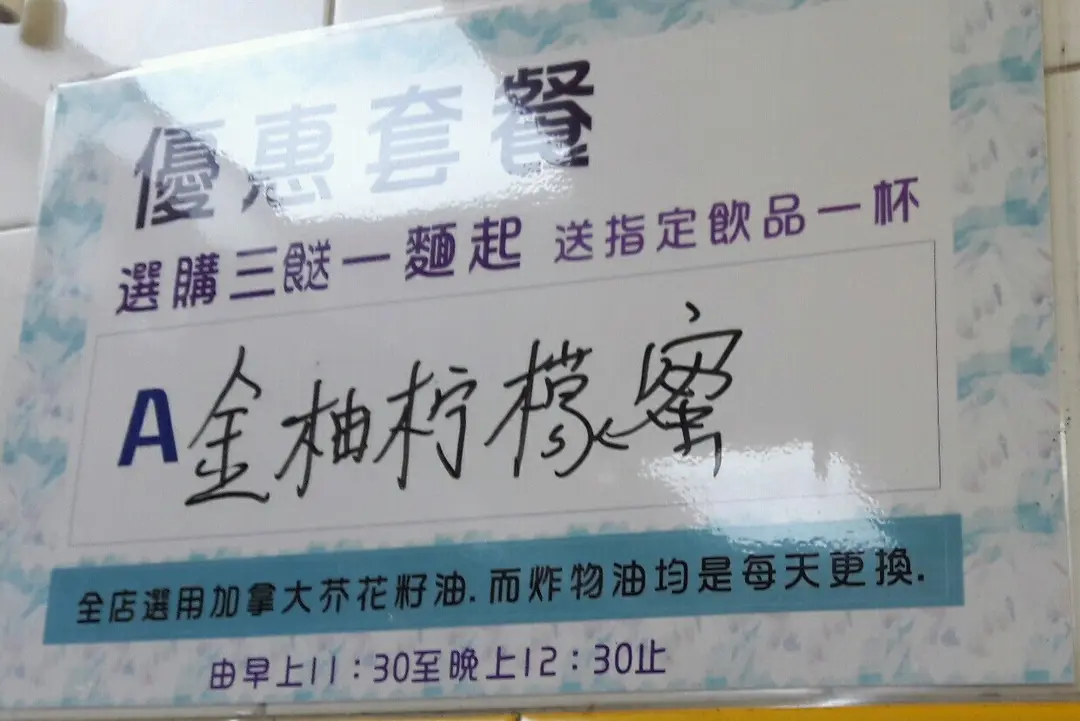 優惠套餐
選購三餸一麵起 送指定飲品一杯
A金柚柠檬蜜
全店選用加拿大芥花籽油.而炸物油均是每天更換.
由早上11:30至晚上12:30止